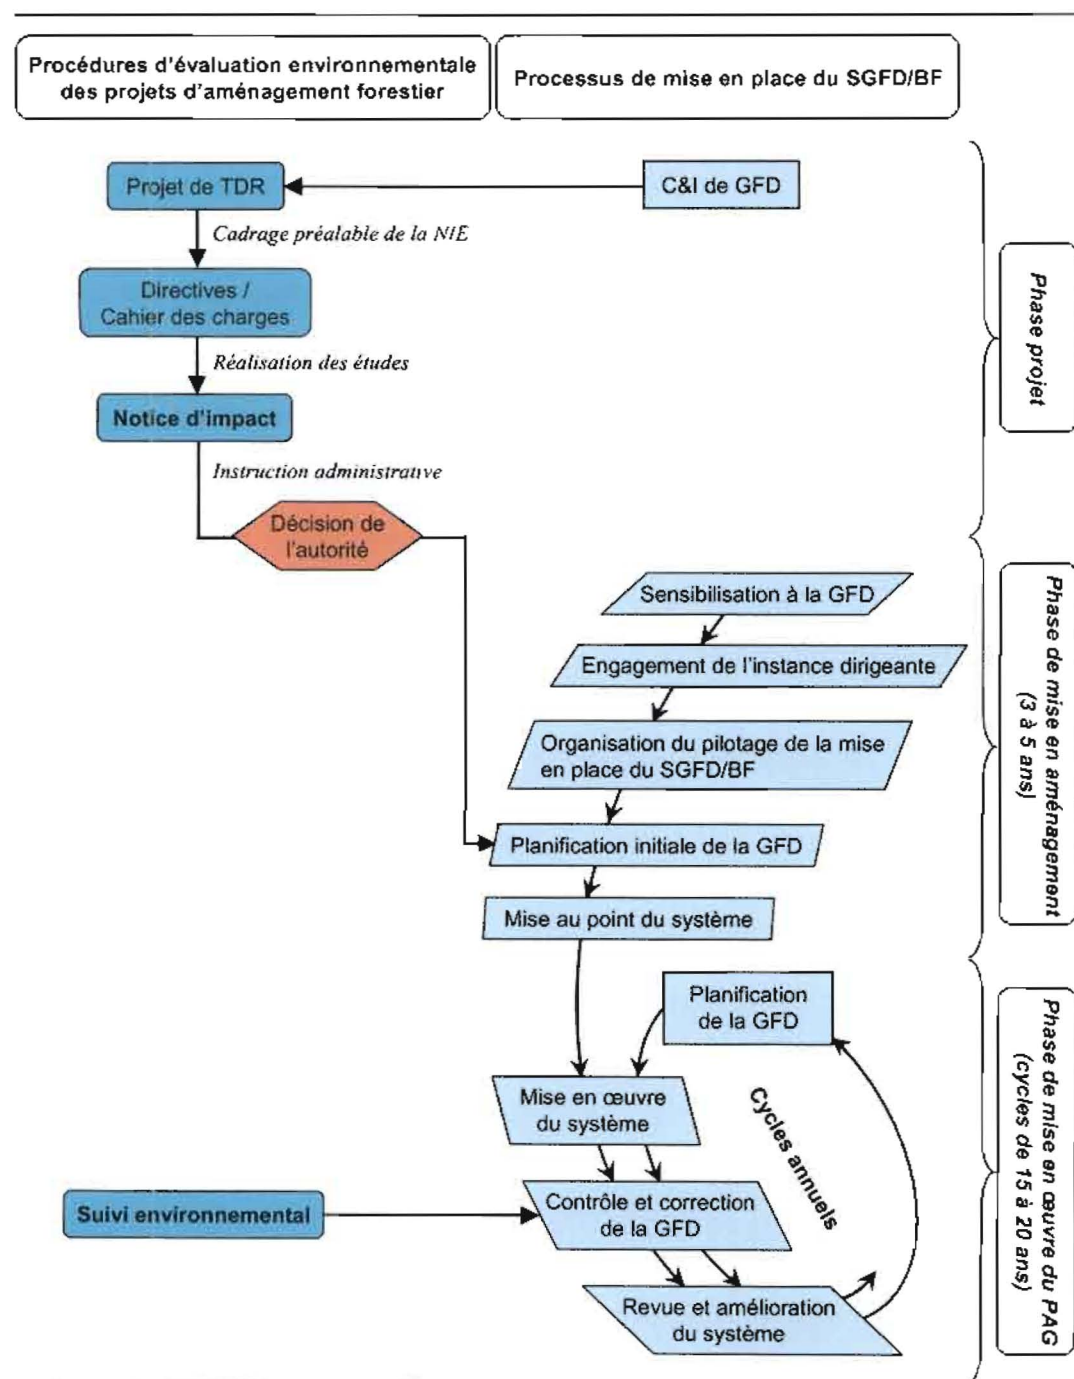 Procédures d'évaluation environnementale
des projets d'aménagement forestier
Processus de mise en place du SGFD/BF
Projet de TDR
C&I de GFD
Cadrage préalable de la NIE
Directives /
Cahier des charges
Réalisation des études
Notice d'impact
Instruction administrative
Décision de
l'autorité
Phase projet
Sensibilisation à la GFD
Engagement de l'instance dirigeante
Organisation du pilotage de la mise
en place du SGFD/BF
Planification initiale de la GFD
Mise au point du système
Phase de mise en aménagement
(3 à 5 ans)
Planification
de la GFD
Mise en œuvre
du système
Cycles annuels
Suivi environnemental
Contrôle et correction
de la GFD
Revue et amélioration
du système
Phase de mise en œuvre du PAG
(cycles de 15 à 20 ans)